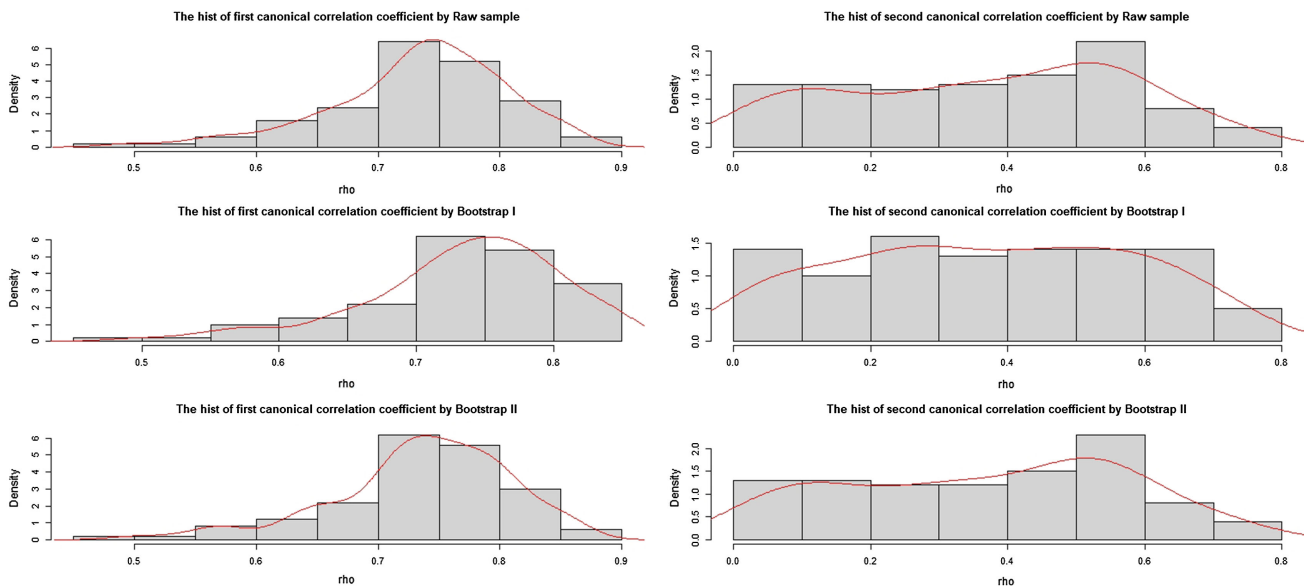 The hist of first canonical correlation coefficient by Raw sample
Density
0 1 2 3 4 5 6
0.5 0.6 0.7 0.8 0.9
rho
The hist of second canonical correlation coefficient by Raw sample
Density
0.0 0.5 1.0 1.5 2.0
0.0 0.2 0.4 0.6 0.8
rho
The hist of first canonical correlation coefficient by Bootstrap I
Density
0 1 2 3 4 5 6
0.5 0.6 0.7 0.8
rho
The hist of second canonical correlation coefficient by Bootstrap I
Density
0.0 0.5 1.0 1.5
0.0 0.2 0.4 0.6 0.8
rho
The hist of first canonical correlation coefficient by Bootstrap II
Density
0 1 2 3 4 5 6
0.5 0.6 0.7 0.8 0.9
rho
The hist of second canonical correlation coefficient by Bootstrap II
Density
0.0 0.5 1.0 1.5 2.0
0.0 0.2 0.4 0.6 0.8
rho